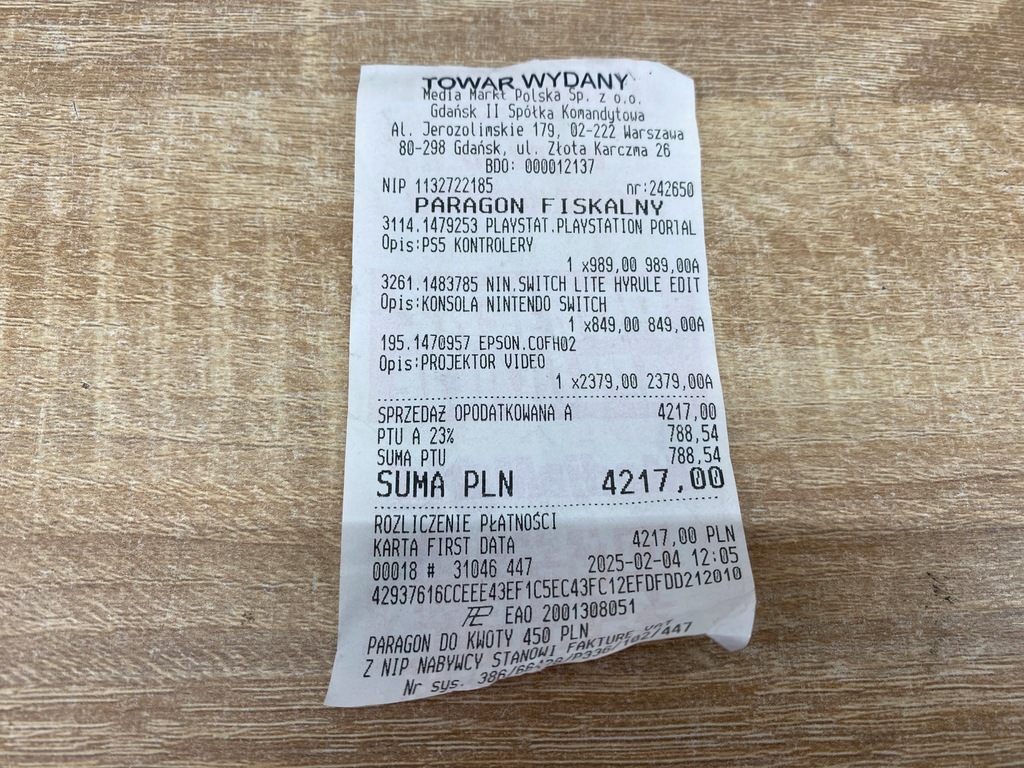 TOWAR WYDANY
Media Markt Polska Sp. z o.o.
Gdańsk II Spółka Komandytowa
Al. Jerozolimskie 179, 02-222 Warszawa
80-298 Gdańsk, ul. Złota Karczma 26
BDO: 000012137
NIP 1132722185 nr:242650
PARAGON FISKALNY
3114.1479253 PLAYSTAT.PLAYSTATION PORTAL
Opis:PS5 KONTROLERY
1 x989,00 989,00A
3261.1483785 NIN.SWITCH LITE HYRULE EDIT
Opis:KONSOLA NINTENDO SWITCH
1 x849,00 849,00A
195.1470957 EPSON.COFH02
Opis:PROJEKTOR VIDEO
1 x2379,00 2379,00A
SPRZEDAŻ OPODATKOWANA A 4217,00
PTU A 23% 788,54
SUMA PTU 788,54
SUMA PLN 4217,00
ROZLICZENIE PŁATNOŚCI
KARTA FIRST DATA 4217,00 PLN
00018 # 31046 447 2025-02-04 12:05
42937616CCEEE43EF1C5EC43FC12EFDFDD212010
EAO 2001308051
PARAGON DO KWOTY 450 PLN
Z NIP NABYWCY STANOWI FAKTURĘ VAT
Nr sys.